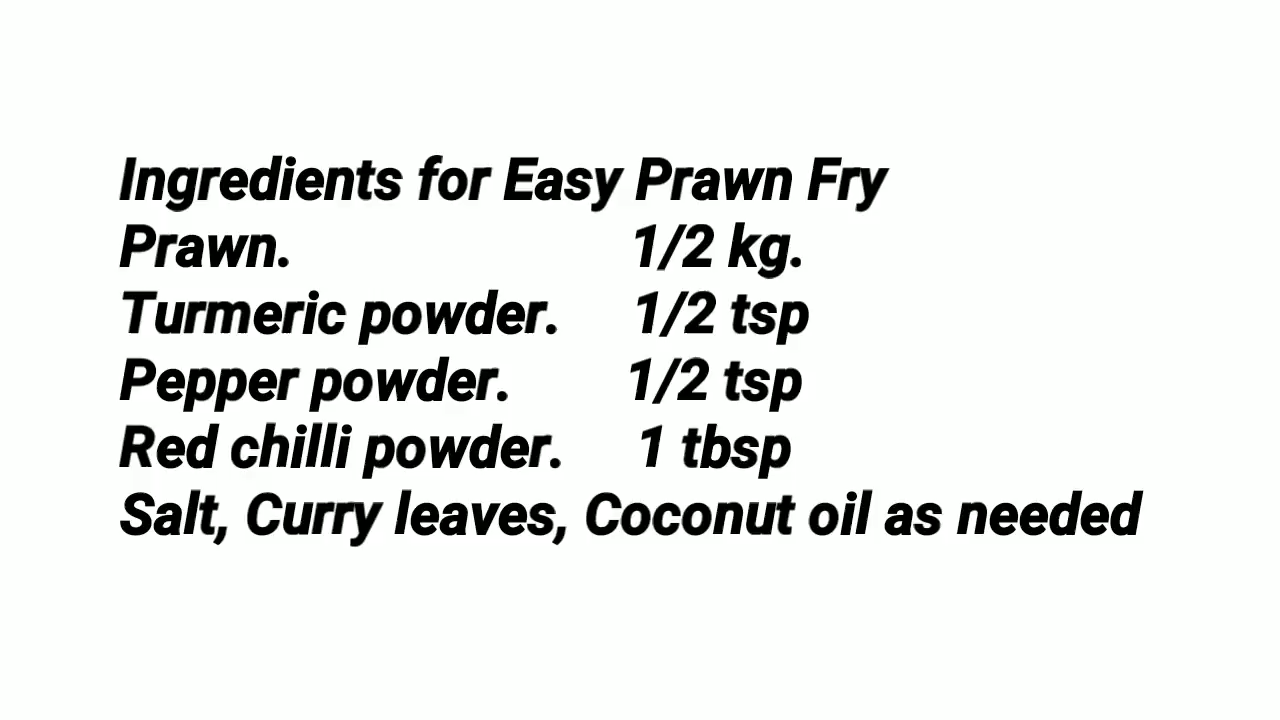 Ingredients for Easy Prawn Fry
Prawn. 1/2 kg.
Turmeric powder. 1/2 tsp
Pepper powder. 1/2 tsp
Red chilli powder. 1 tbsp
Salt, Curry leaves, Coconut oil as needed